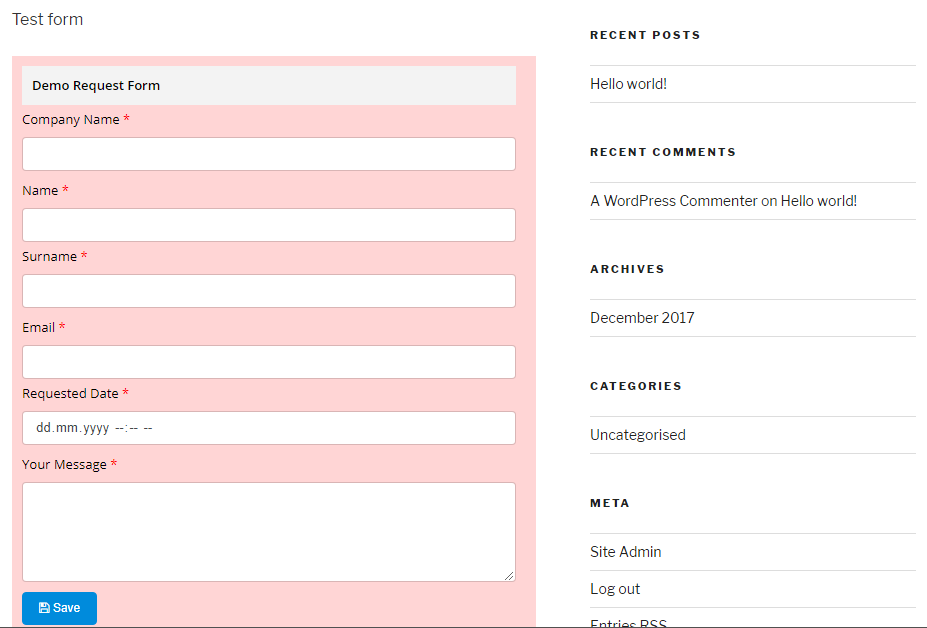 Test form
Demo Request Form
Company Name *
Name *
Surname *
Email *
Requested Date *
dd.mm.yyyy --:-- --
Your Message *
Save
RECENT POSTS
Hello world!
RECENT COMMENTS
A WordPress Commenter on Hello world!
ARCHIVES
December 2017
CATEGORIES
Uncategorised
META
Site Admin
Log out
Entries RSS